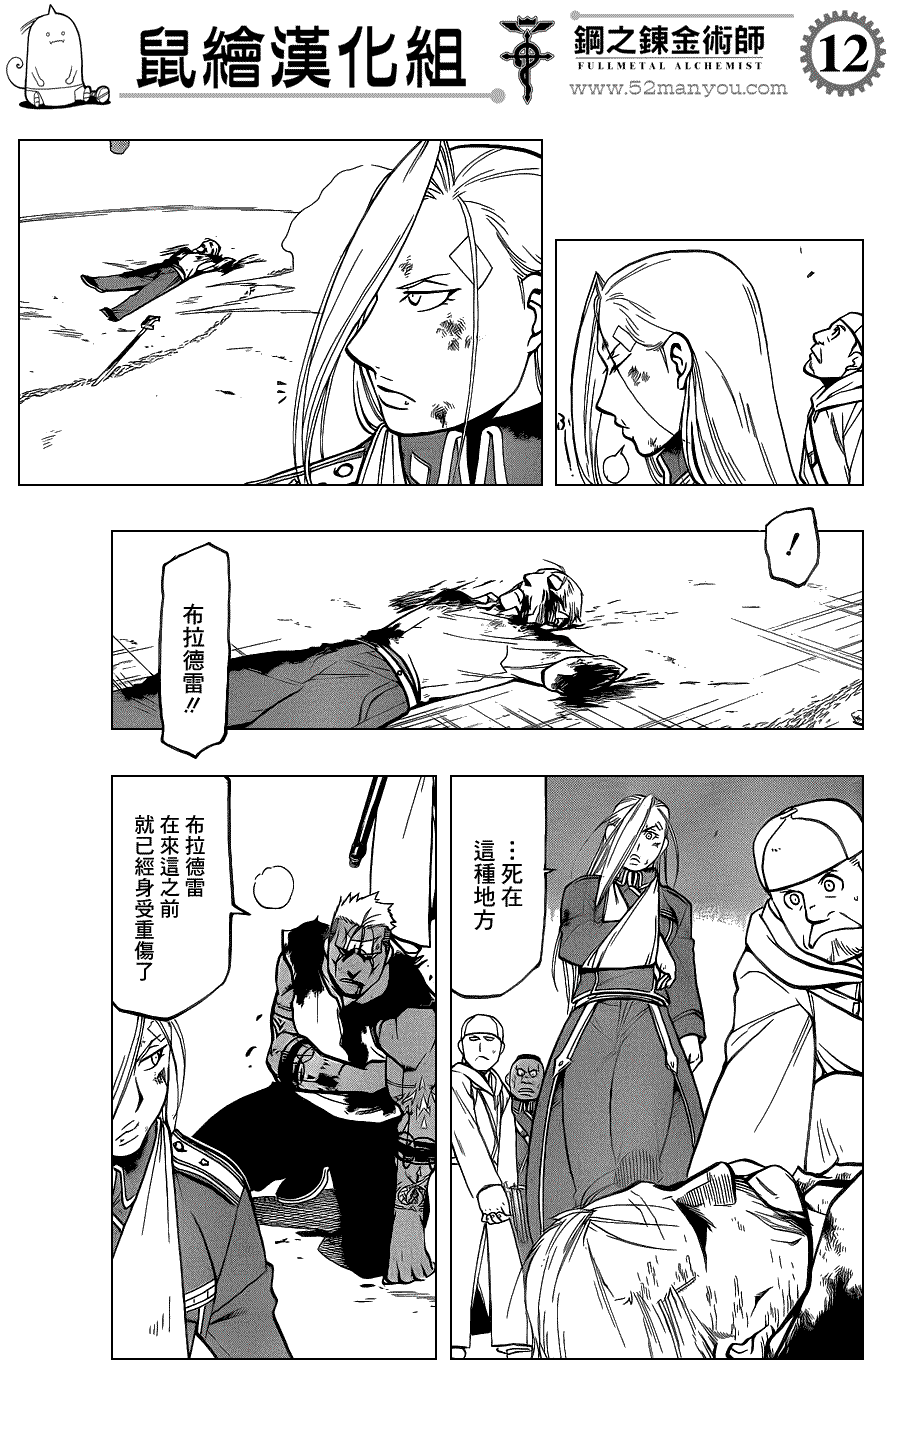 鼠繪漢化組
鋼之鍊金術師
FULLMETAL ALCHEMIST
www.52manyou.com
12
！
布拉德雷!!
…死在
這種地方
布拉德雷
在來這之前
就已經身受重傷了